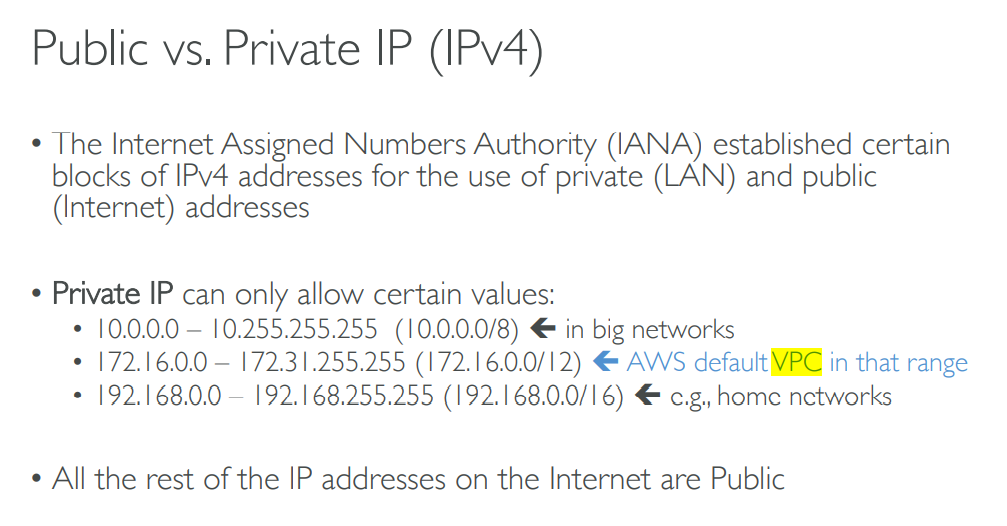 Public vs. Private IP (IPv4)
• The Internet Assigned Numbers Authority (IANA) established certain
blocks of IPv4 addresses for the use of private (LAN) and public
(Internet) addresses
• Private IP can only allow certain values:
• 10.0.0.0 – 10.255.255.255 (10.0.0.0/8) 🡸 in big networks
• 172.16.0.0 – 172.31.255.255 (172.16.0.0/12) 🡸 AWS default VPC in that range
• 192.168.0.0 – 192.168.255.255 (192.168.0.0/16) 🡸 e.g., home networks
• All the rest of the IP addresses on the Internet are Public